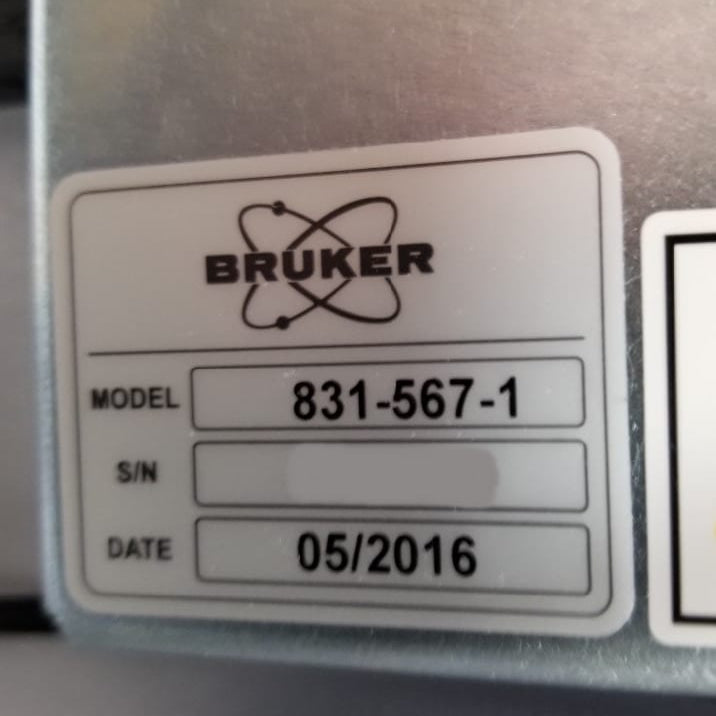 BRUKER
MODEL 831-567-1
S/N
DATE 05/2016